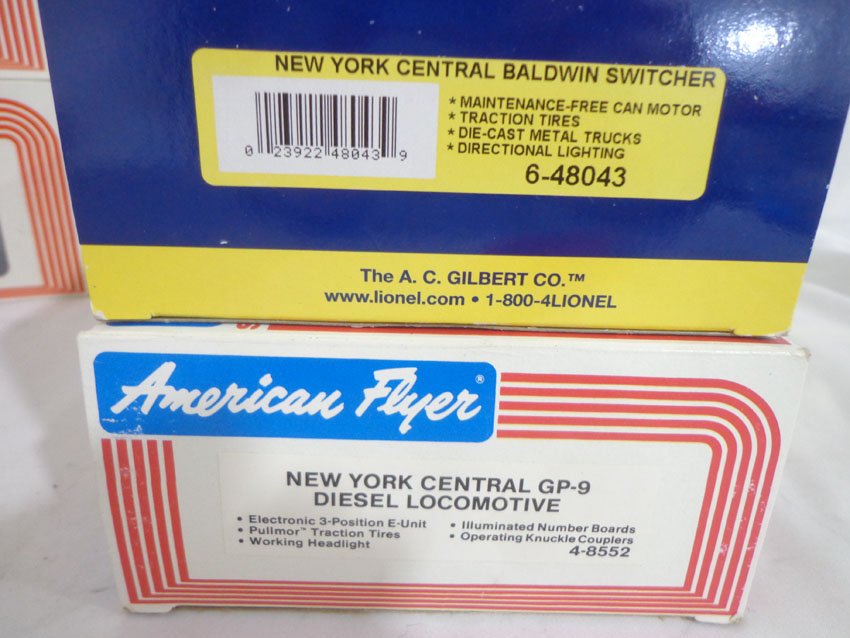 NEW YORK CENTRAL BALDWIN SWITCHER
* MAINTENANCE-FREE CAN MOTOR
* TRACTION TIRES
* DIE-CAST METAL TRUCKS
* DIRECTIONAL LIGHTING
6-48043
0 23922 48043 9
The A. C. GILBERT CO.™
www.lionel.com • 1-800-4LIONEL
American Flyer®
NEW YORK CENTRAL GP-9
DIESEL LOCOMOTIVE
• Electronic 3-Position E-Unit
• Pullmor™ Traction Tires
• Working Headlight
• Illuminated Number Boards
• Operating Knuckle Couplers
4-8552